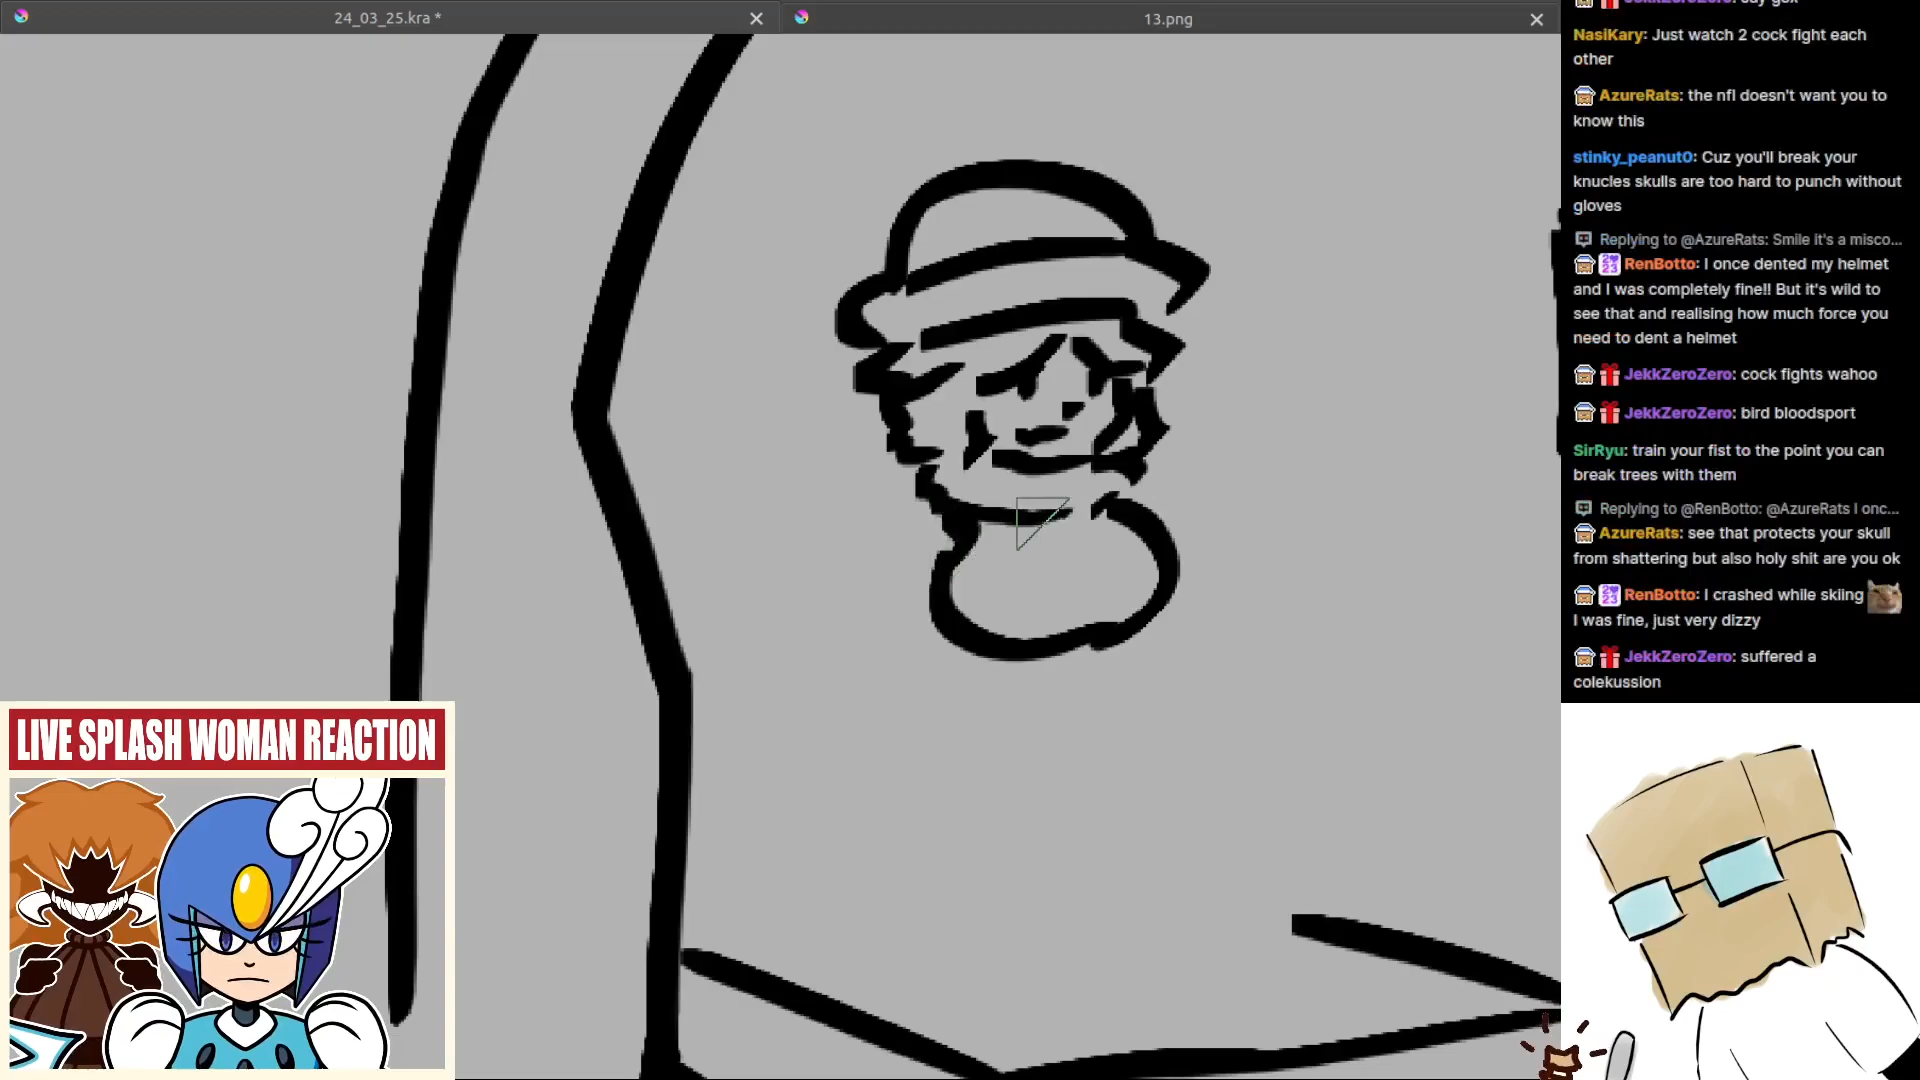 24_03_25.kra *
13.png
NasiKary: Just watch 2 cock fight each
other
AzureRats: the nfl doesn't want you to
know this
stinky_peanut0: Cuz you'll break your
knucles skulls are too hard to punch without
gloves
Replying to @AzureRats: Smile it's a misco...
RenBotto: I once dented my helmet
and I was completely fine!! But it's wild to
see that and realising how much force you
need to dent a helmet
JekkZeroZero: cock fights wahoo
JekkZeroZero: bird bloodsport
SirRyu: train your fist to the point you can
break trees with them
Replying to @RenBotto: @AzureRats I onc...
AzureRats: see that protects your skull
from shattering but also holy shit are you ok
RenBotto: I crashed while skiing
I was fine, just very dizzy
JekkZeroZero: suffered a
colekussion
LIVE SPLASH WOMAN REACTION